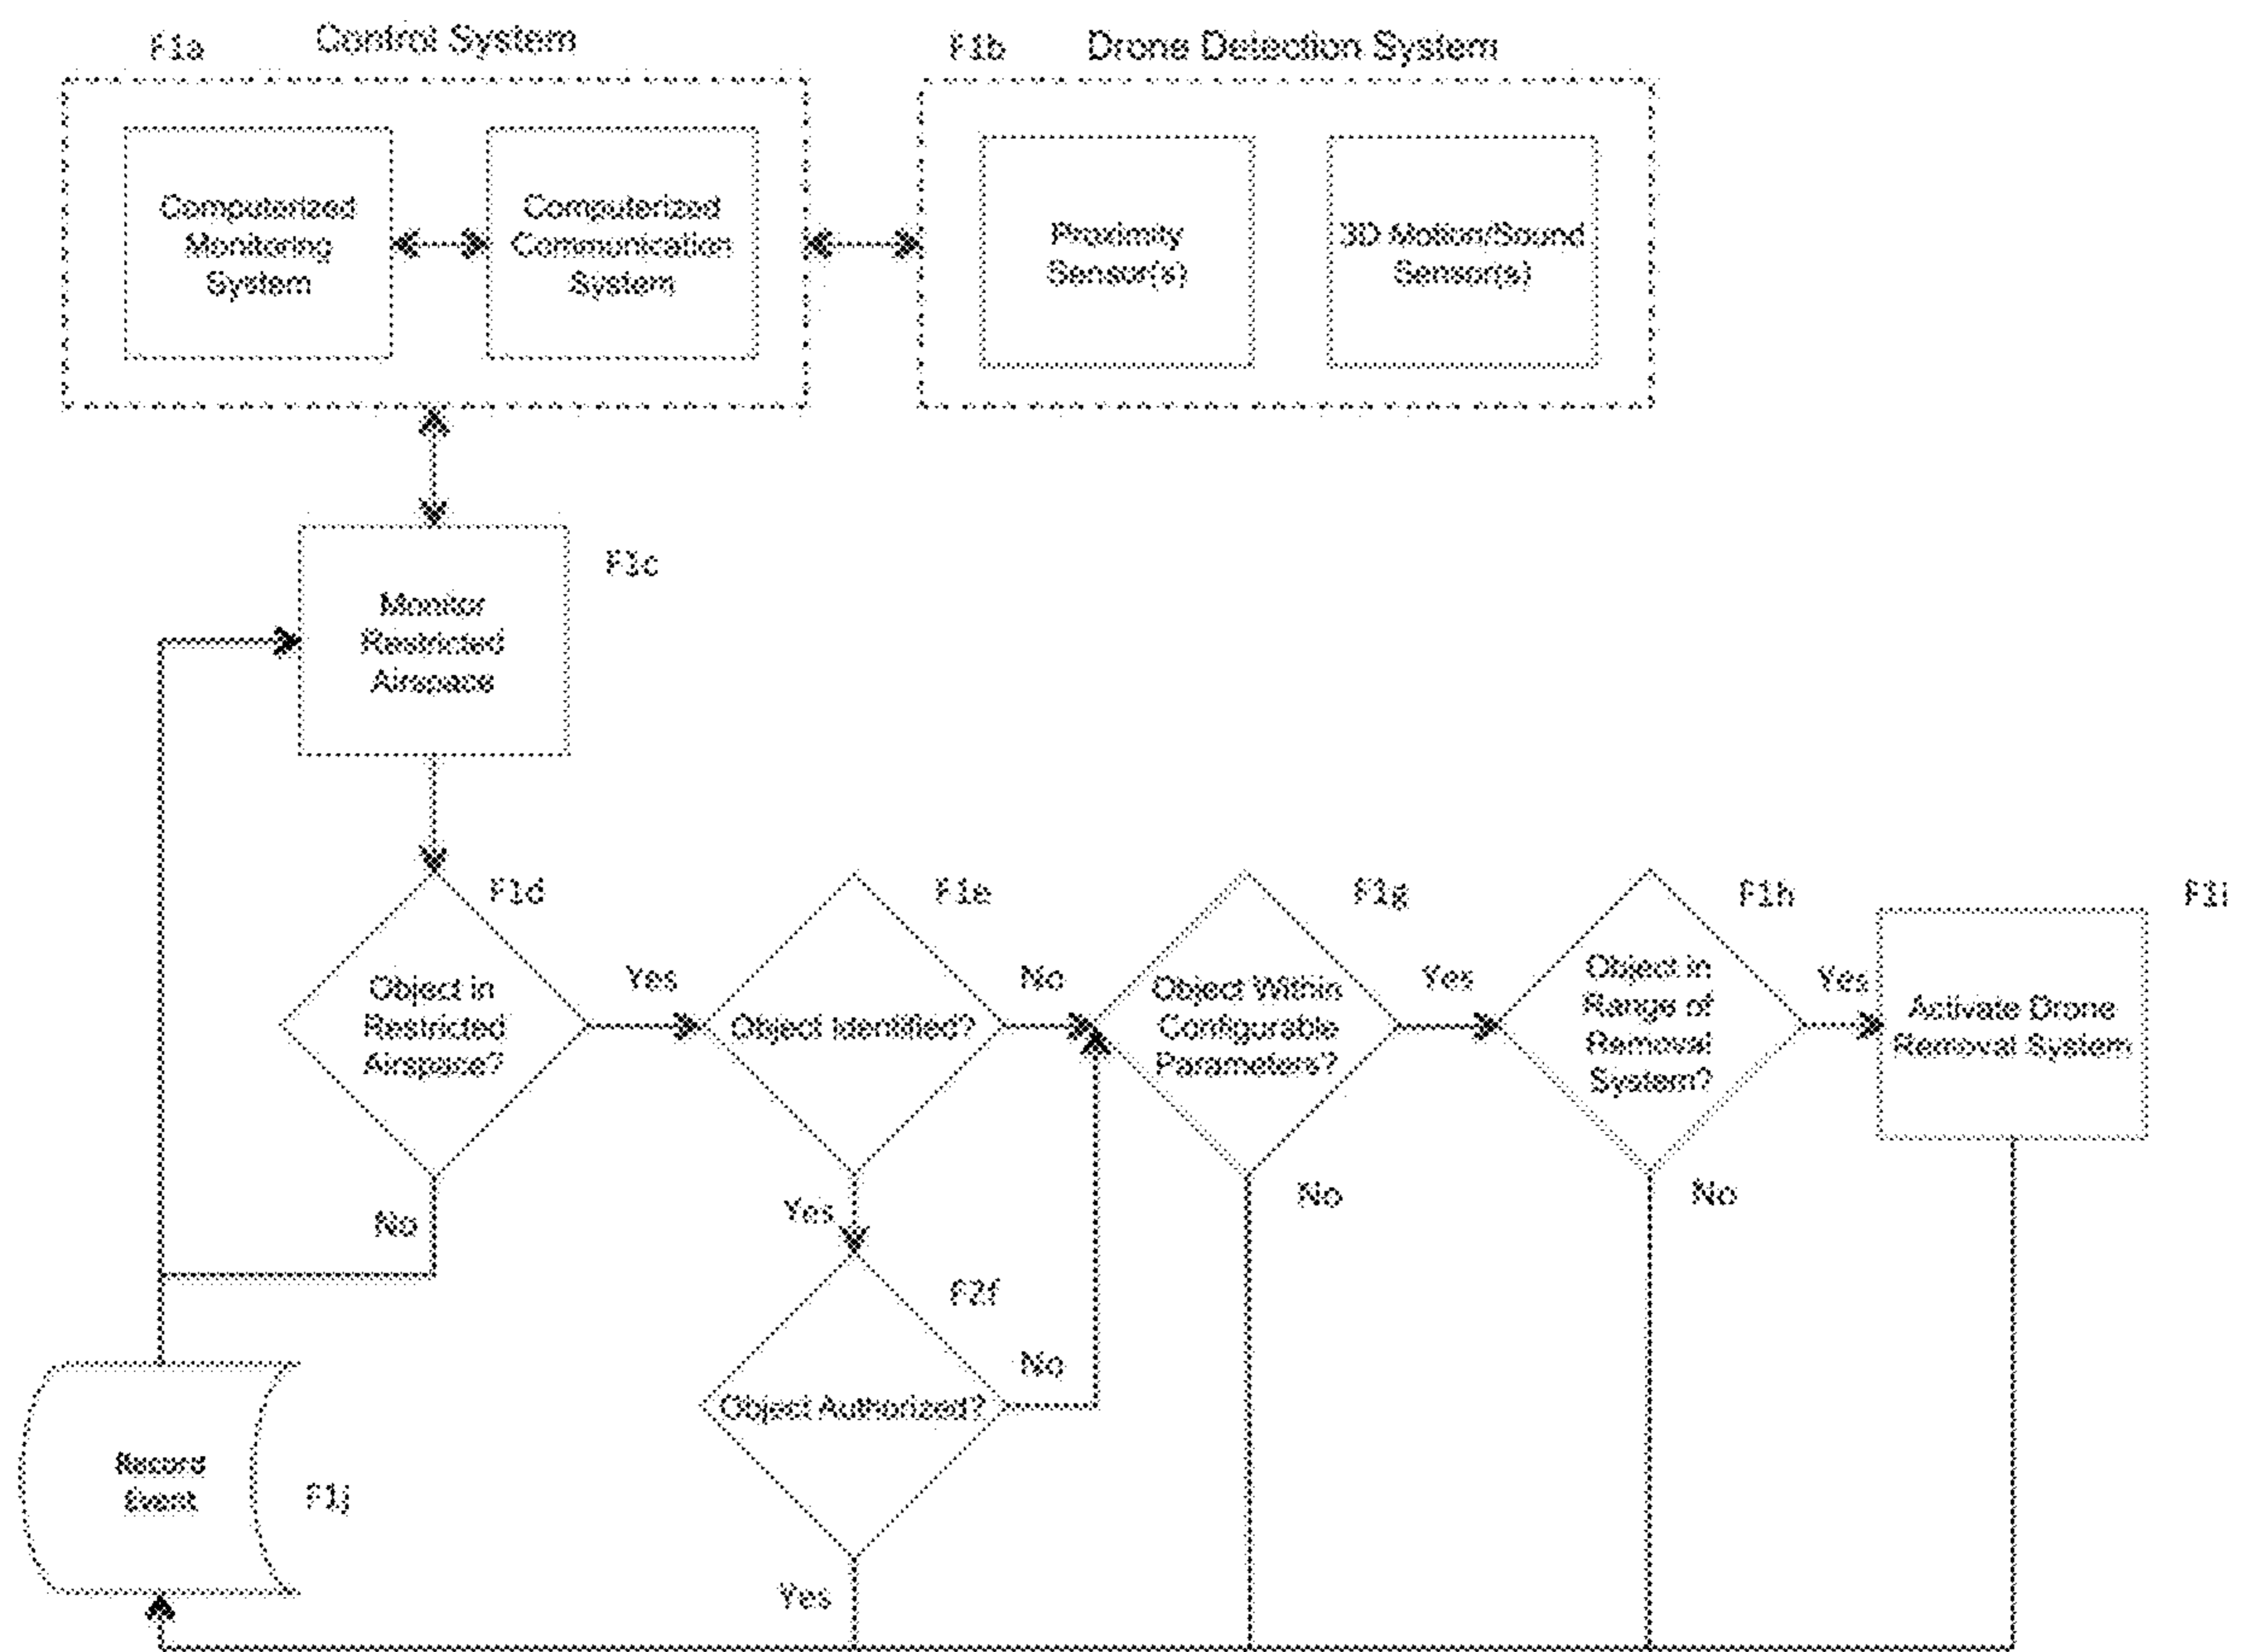 F1a
Control System
F1b
Drone Detection System
Computerized
Monitoring
System
Computerized
Communication
System
Proximity
Sensor(s)
3D Motion/Sound
Sensor(s)
F1c
Monitor
Restricted
Airspace
F1d
F1e
F1g
F1h
F1i
Object in
Restricted
Airspace?
Yes
Object Identified?
No
Object Within
Configurable
Parameters?
Yes
Object in
Range of
Removal
System?
Yes
Activate Drone
Removal System
No
Yes
No
No
F2f
No
Object Authorized?
Record
Event
F1j
Yes